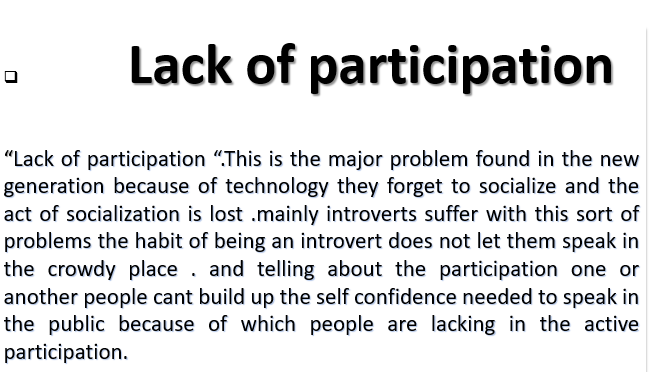 Lack of participation
“Lack of participation “.This is the major problem found in the new
generation because of technology they forget to socialize and the
act of socialization is lost .mainly introverts suffer with this sort of
problems the habit of being an introvert does not let them speak in
the crowdy place . and telling about the participation one or
another people cant build up the self confidence needed to speak in
the public because of which people are lacking in the active
participation.